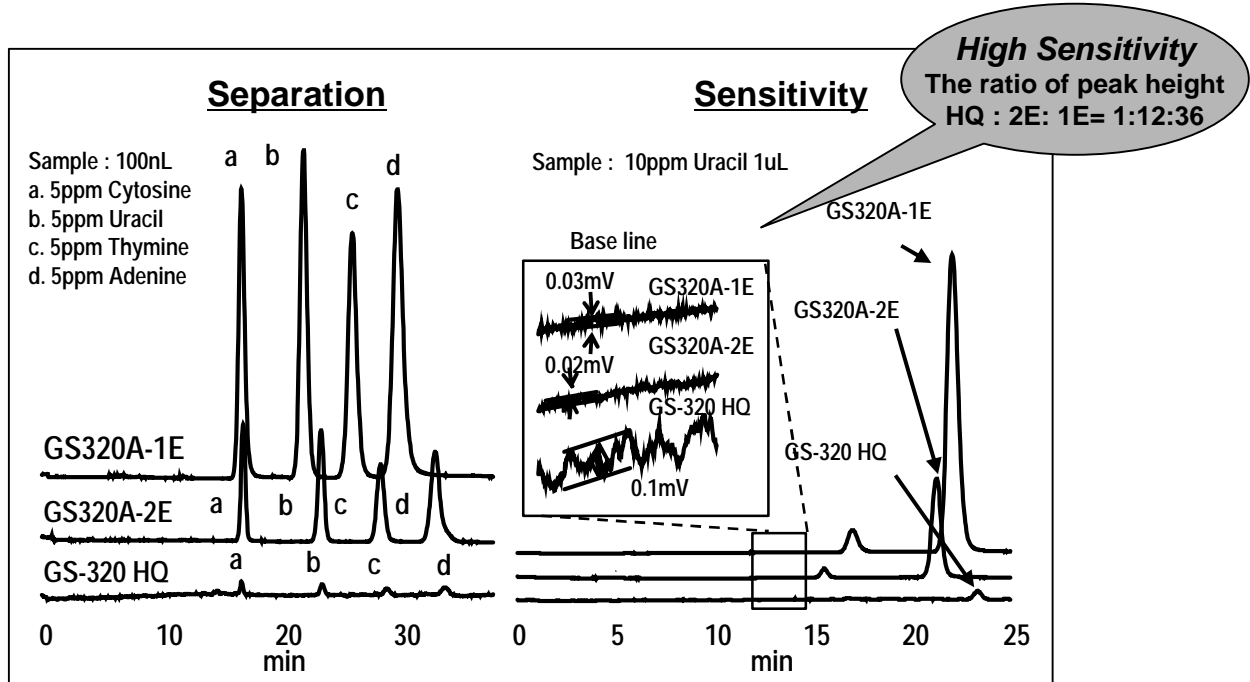 High Sensitivity
The ratio of peak height
HQ : 2E: 1E= 1:12:36
Separation
Sample : 100nL
a. 5ppm Cytosine
b. 5ppm Uracil
c. 5ppm Thymine
d. 5ppm Adenine
a
b
c
d
GS320A-1E
a
b
c
d
GS320A-2E
a
b
c
d
GS-320 HQ
0
10
20
30
min
Sensitivity
Sample : 10ppm Uracil 1uL
Base line
0.03mV
GS320A-1E
0.02mV
GS320A-2E
GS-320 HQ
0.1mV
GS320A-1E
GS320A-2E
GS-320 HQ
0
5
10
15
20
25
min